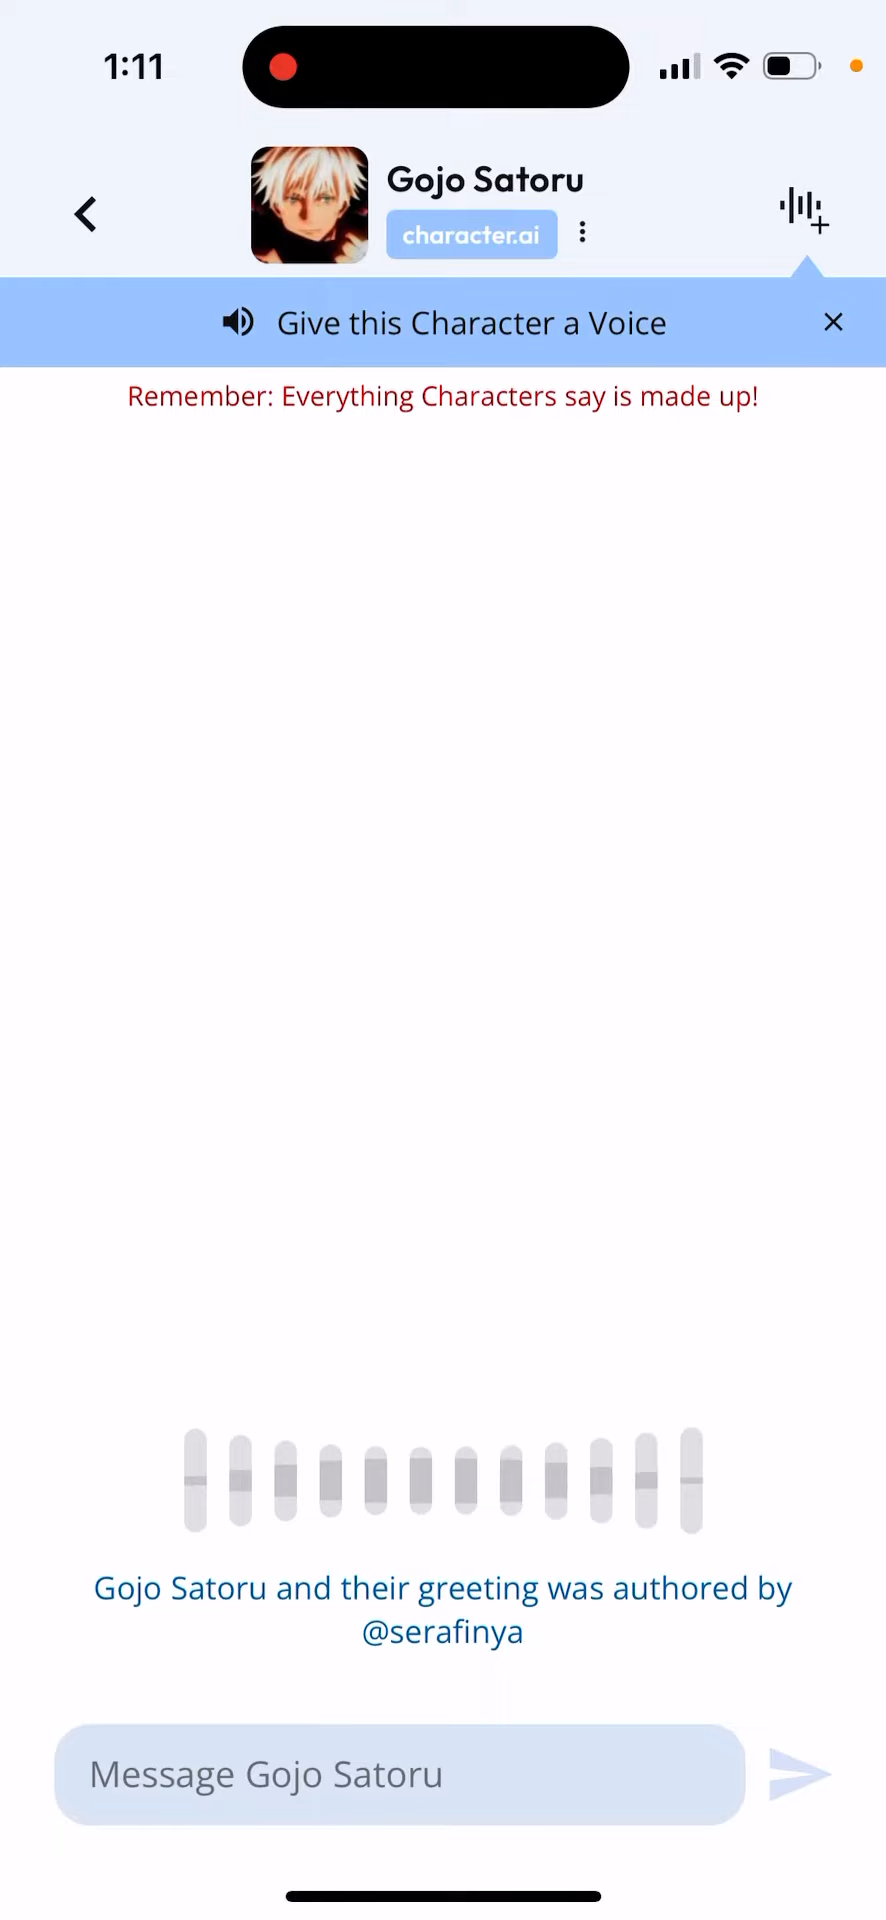 1:11
Gojo Satoru
character.ai
Give this Character a Voice
Remember: Everything Characters say is made up!
Gojo Satoru and their greeting was authored by
@serafinya
Message Gojo Satoru